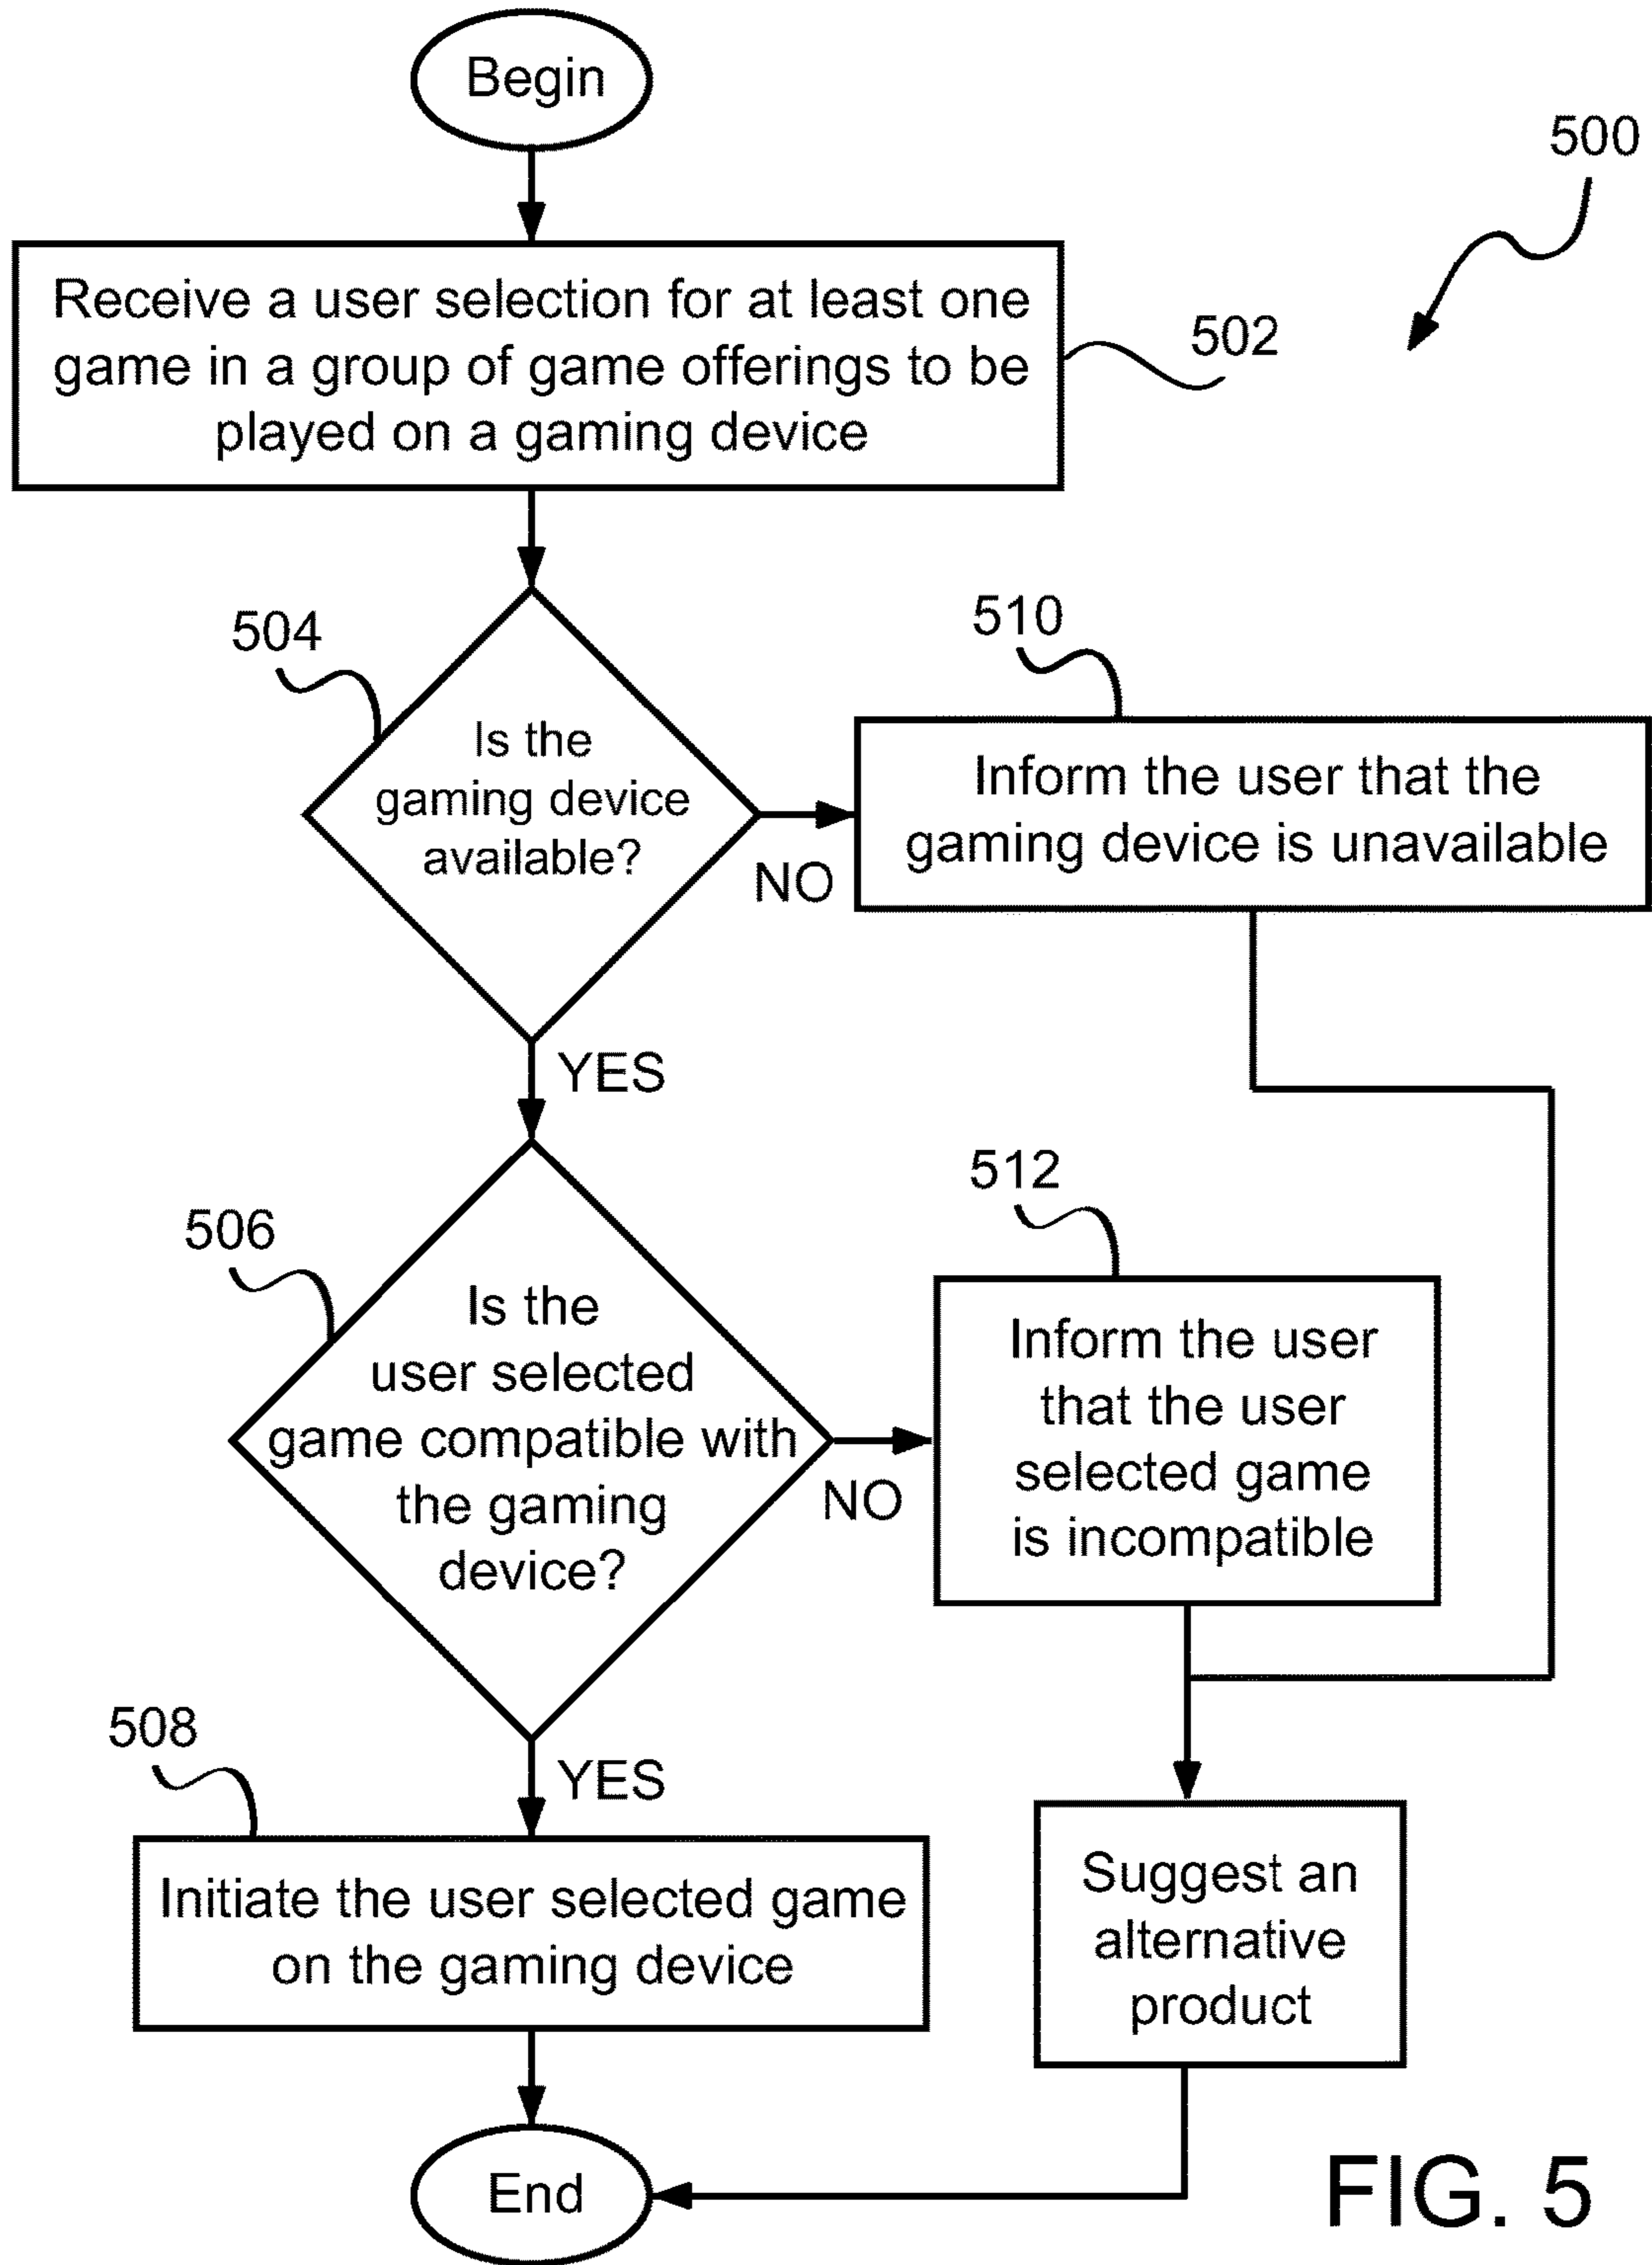 Begin
500
Receive a user selection for at least one
game in a group of game offerings to be
played on a gaming device
502
504
Is the
gaming device
available?
NO
510
Inform the user that the
gaming device is unavailable
YES
506
Is the
user selected
game compatible with
the gaming
device?
NO
512
Inform the user
that the user
selected game
is incompatible
YES
508
Initiate the user selected game
on the gaming device
Suggest an
alternative
product
End
FIG. 5